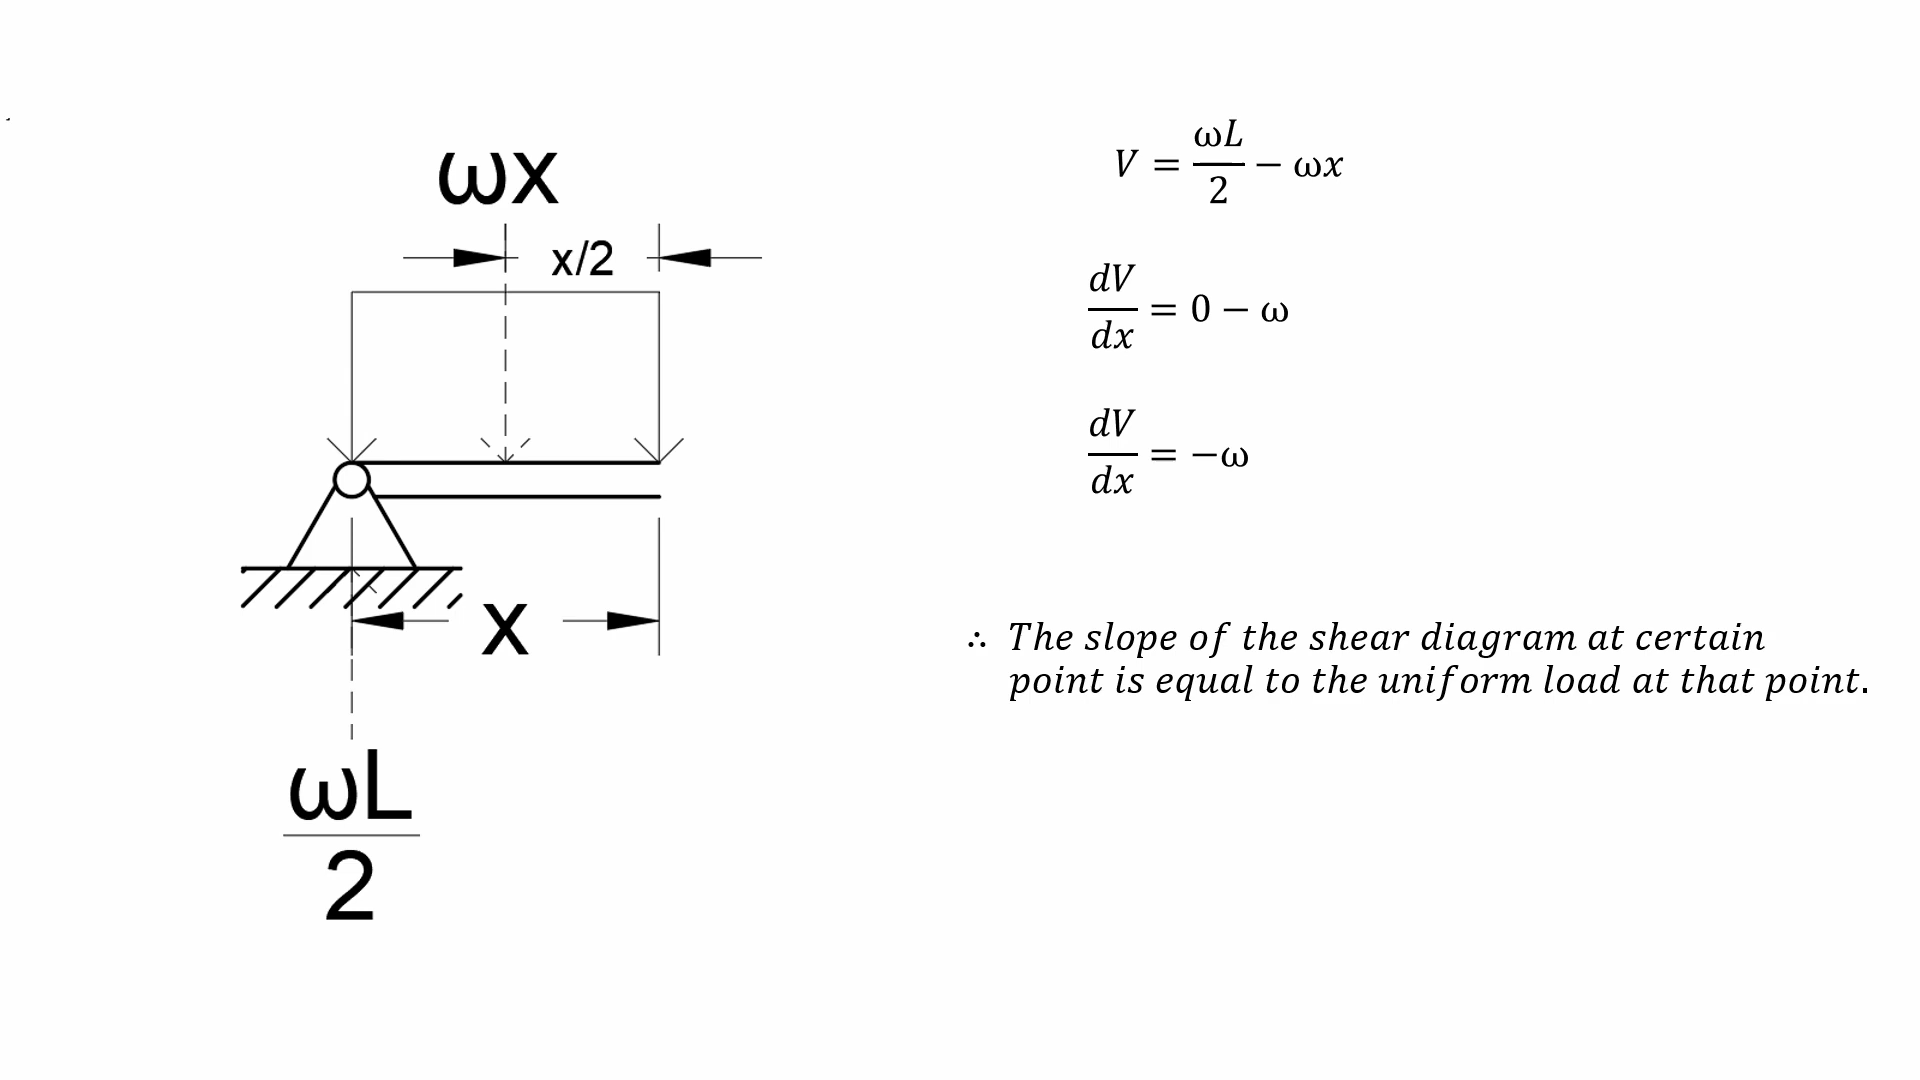 ωx
x/2
x
ωL
2
V = ωL/2 − ωx
dV/dx = 0 − ω
dV/dx = −ω
∴ The slope of the shear diagram at certain
point is equal to the uniform load at that point.